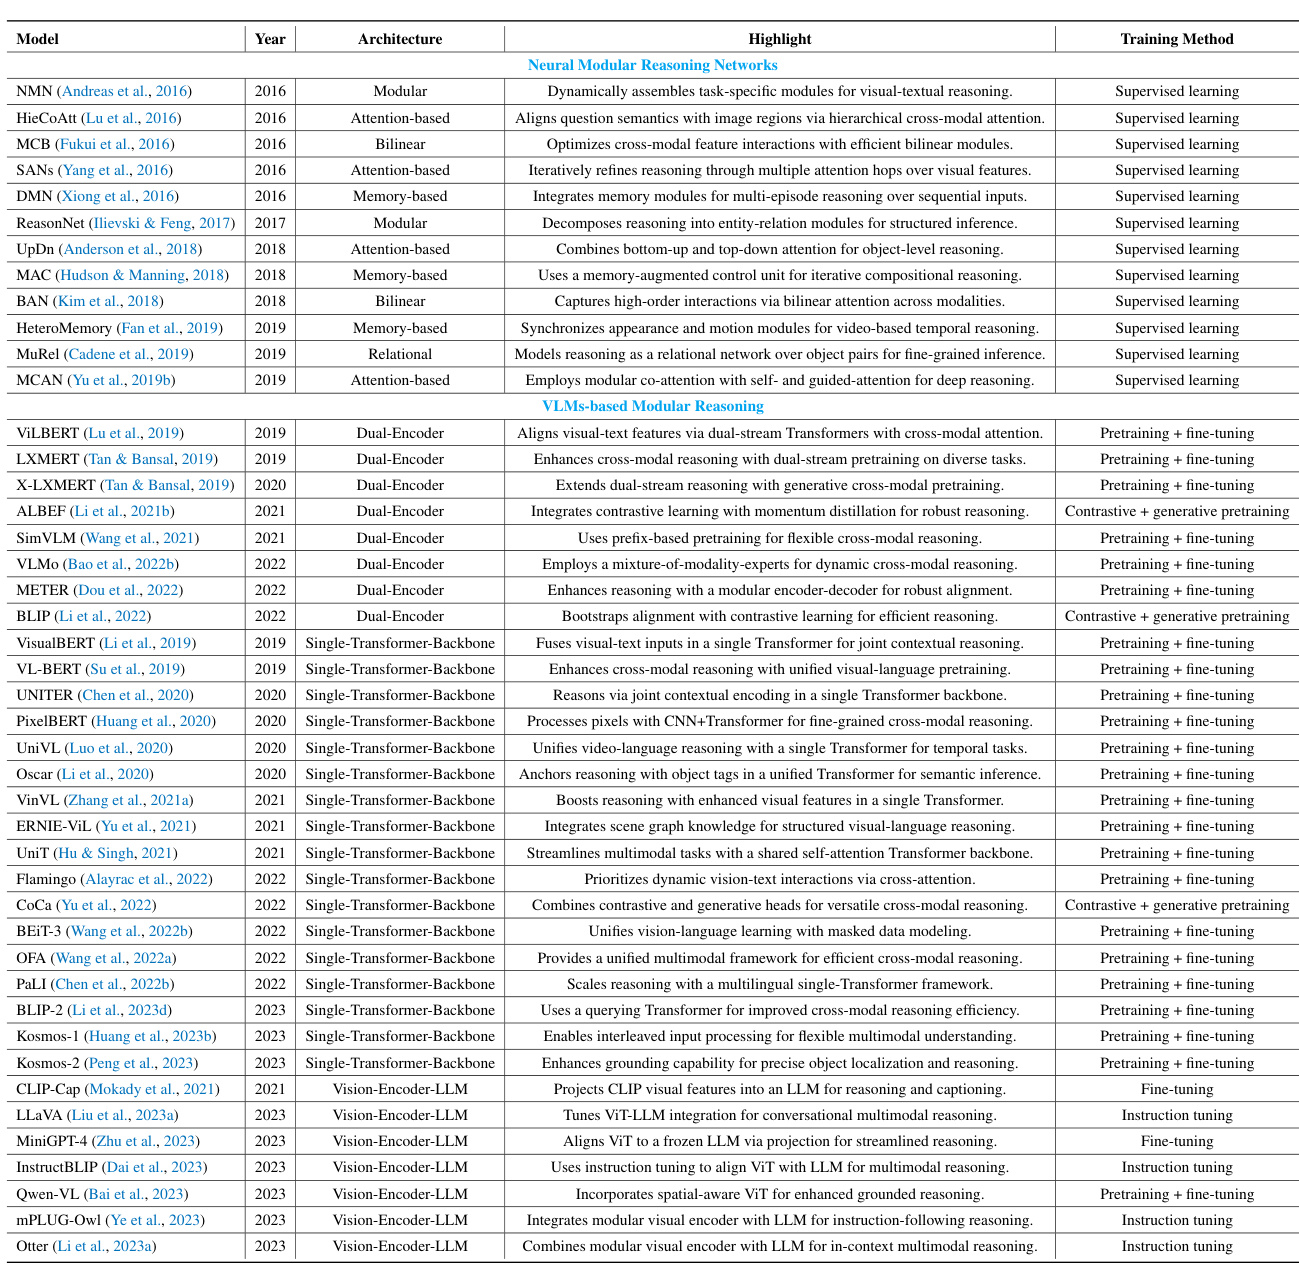 Model Year Architecture Highlight Training Method
Neural Modular Reasoning Networks
NMN (Andreas et al., 2016) 2016 Modular Dynamically assembles task-specific modules for visual-textual reasoning. Supervised learning
HieCoAtt (Lu et al., 2016) 2016 Attention-based Aligns question semantics with image regions via hierarchical cross-modal attention. Supervised learning
MCB (Fukui et al., 2016) 2016 Bilinear Optimizes cross-modal feature interactions with efficient bilinear modules. Supervised learning
SANs (Yang et al., 2016) 2016 Attention-based Iteratively refines reasoning through multiple attention hops over visual features. Supervised learning
DMN (Xiong et al., 2016) 2016 Memory-based Integrates memory modules for multi-episode reasoning over sequential inputs. Supervised learning
ReasonNet (Ilievski & Feng, 2017) 2017 Modular Decomposes reasoning into entity-relation modules for structured inference. Supervised learning
UpDn (Anderson et al., 2018) 2018 Attention-based Combines bottom-up and top-down attention for object-level reasoning. Supervised learning
MAC (Hudson & Manning, 2018) 2018 Memory-based Uses a memory-augmented control unit for iterative compositional reasoning. Supervised learning
BAN (Kim et al., 2018) 2018 Bilinear Captures high-order interactions via bilinear attention across modalities. Supervised learning
HeteroMemory (Fan et al., 2019) 2019 Memory-based Synchronizes appearance and motion modules for video-based temporal reasoning. Supervised learning
MuRel (Cadene et al., 2019) 2019 Relational Models reasoning as a relational network over object pairs for fine-grained inference. Supervised learning
MCAN (Yu et al., 2019b) 2019 Attention-based Employs modular co-attention with self- and guided-attention for deep reasoning. Supervised learning
VLMs-based Modular Reasoning
ViLBERT (Lu et al., 2019) 2019 Dual-Encoder Aligns visual-text features via dual-stream Transformers with cross-modal attention. Pretraining + fine-tuning
LXMERT (Tan & Bansal, 2019) 2019 Dual-Encoder Enhances cross-modal reasoning with dual-stream pretraining on diverse tasks. Pretraining + fine-tuning
X-LXMERT (Tan & Bansal, 2019) 2020 Dual-Encoder Extends dual-stream reasoning with generative cross-modal pretraining. Pretraining + fine-tuning
ALBEF (Li et al., 2021b) 2021 Dual-Encoder Integrates contrastive learning with momentum distillation for robust reasoning. Contrastive + generative pretraining
SimVLM (Wang et al., 2021) 2021 Dual-Encoder Uses prefix-based pretraining for flexible cross-modal reasoning. Pretraining + fine-tuning
VLMo (Bao et al., 2022b) 2022 Dual-Encoder Employs a mixture-of-modality-experts for dynamic cross-modal reasoning. Pretraining + fine-tuning
METER (Dou et al., 2022) 2022 Dual-Encoder Enhances reasoning with a modular encoder-decoder for robust alignment. Pretraining + fine-tuning
BLIP (Li et al., 2022) 2022 Dual-Encoder Bootstraps alignment with contrastive learning for efficient reasoning. Contrastive + generative pretraining
VisualBERT (Li et al., 2019) 2019 Single-Transformer-Backbone Fuses visual-text inputs in a single Transformer for joint contextual reasoning. Pretraining + fine-tuning
VL-BERT (Su et al., 2019) 2019 Single-Transformer-Backbone Enhances cross-modal reasoning with unified visual-language pretraining. Pretraining + fine-tuning
UNITER (Chen et al., 2020) 2020 Single-Transformer-Backbone Reasons via joint contextual encoding in a single Transformer backbone. Pretraining + fine-tuning
PixelBERT (Huang et al., 2020) 2020 Single-Transformer-Backbone Processes pixels with CNN+Transformer for fine-grained cross-modal reasoning. Pretraining + fine-tuning
UniVL (Luo et al., 2020) 2020 Single-Transformer-Backbone Unifies video-language reasoning with a single Transformer for temporal tasks. Pretraining + fine-tuning
Oscar (Li et al., 2020) 2020 Single-Transformer-Backbone Anchors reasoning with object tags in a unified Transformer for semantic inference. Pretraining + fine-tuning
VinVL (Zhang et al., 2021a) 2021 Single-Transformer-Backbone Boosts reasoning with enhanced visual features in a single Transformer. Pretraining + fine-tuning
ERNIE-ViL (Yu et al., 2021) 2021 Single-Transformer-Backbone Integrates scene graph knowledge for structured visual-language reasoning. Pretraining + fine-tuning
UniT (Hu & Singh, 2021) 2021 Single-Transformer-Backbone Streamlines multimodal tasks with a shared self-attention Transformer backbone. Pretraining + fine-tuning
Flamingo (Alayrac et al., 2022) 2022 Single-Transformer-Backbone Prioritizes dynamic vision-text interactions via cross-attention. Pretraining + fine-tuning
CoCa (Yu et al., 2022) 2022 Single-Transformer-Backbone Combines contrastive and generative heads for versatile cross-modal reasoning. Contrastive + generative pretraining
BEiT-3 (Wang et al., 2022b) 2022 Single-Transformer-Backbone Unifies vision-language learning with masked data modeling. Pretraining + fine-tuning
OFA (Wang et al., 2022a) 2022 Single-Transformer-Backbone Provides a unified multimodal framework for efficient cross-modal reasoning. Pretraining + fine-tuning
PaLI (Chen et al., 2022b) 2022 Single-Transformer-Backbone Scales reasoning with a multilingual single-Transformer framework. Pretraining + fine-tuning
BLIP-2 (Li et al., 2023d) 2023 Single-Transformer-Backbone Uses a querying Transformer for improved cross-modal reasoning efficiency. Pretraining + fine-tuning
Kosmos-1 (Huang et al., 2023b) 2023 Single-Transformer-Backbone Enables interleaved input processing for flexible multimodal understanding. Pretraining + fine-tuning
Kosmos-2 (Peng et al., 2023) 2023 Single-Transformer-Backbone Enhances grounding capability for precise object localization and reasoning. Pretraining + fine-tuning
CLIP-Cap (Mokady et al., 2021) 2021 Vision-Encoder-LLM Projects CLIP visual features into an LLM for reasoning and captioning. Fine-tuning
LLaVA (Liu et al., 2023a) 2023 Vision-Encoder-LLM Tunes ViT-LLM integration for conversational multimodal reasoning. Instruction tuning
MiniGPT-4 (Zhu et al., 2023) 2023 Vision-Encoder-LLM Aligns ViT to a frozen LLM via projection for streamlined reasoning. Fine-tuning
InstructBLIP (Dai et al., 2023) 2023 Vision-Encoder-LLM Uses instruction tuning to align ViT with LLM for multimodal reasoning. Instruction tuning
Qwen-VL (Bai et al., 2023) 2023 Vision-Encoder-LLM Incorporates spatial-aware ViT for enhanced grounded reasoning. Pretraining + fine-tuning
mPLUG-Owl (Ye et al., 2023) 2023 Vision-Encoder-LLM Integrates modular visual encoder with LLM for instruction-following reasoning. Instruction tuning
Otter (Li et al., 2023a) 2023 Vision-Encoder-LLM Combines modular visual encoder with LLM for in-context multimodal reasoning. Instruction tuning